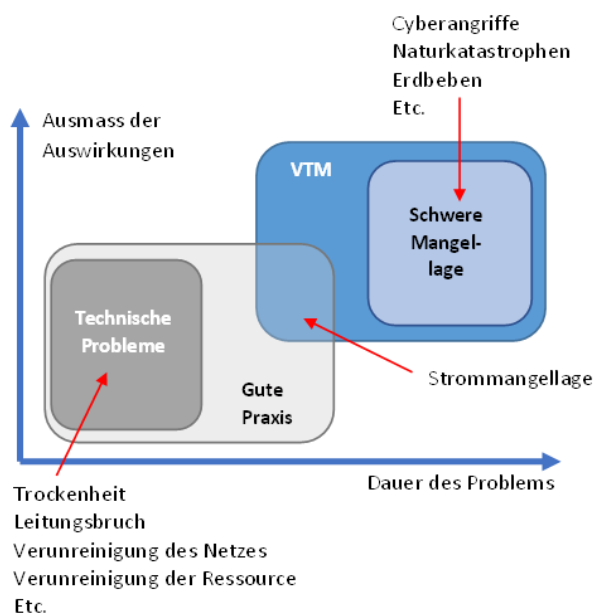 Cyberangriffe
Naturkatastrophen
Erdbeben
Etc.
Ausmass der
Auswirkungen
VTM
Schwere
Mangel-
lage
Technische
Probleme
Gute
Praxis
Strommangellage
Dauer des Problems
Trockenheit
Leitungsbruch
Verunreinigung des Netzes
Verunreinigung der Ressource
Etc.